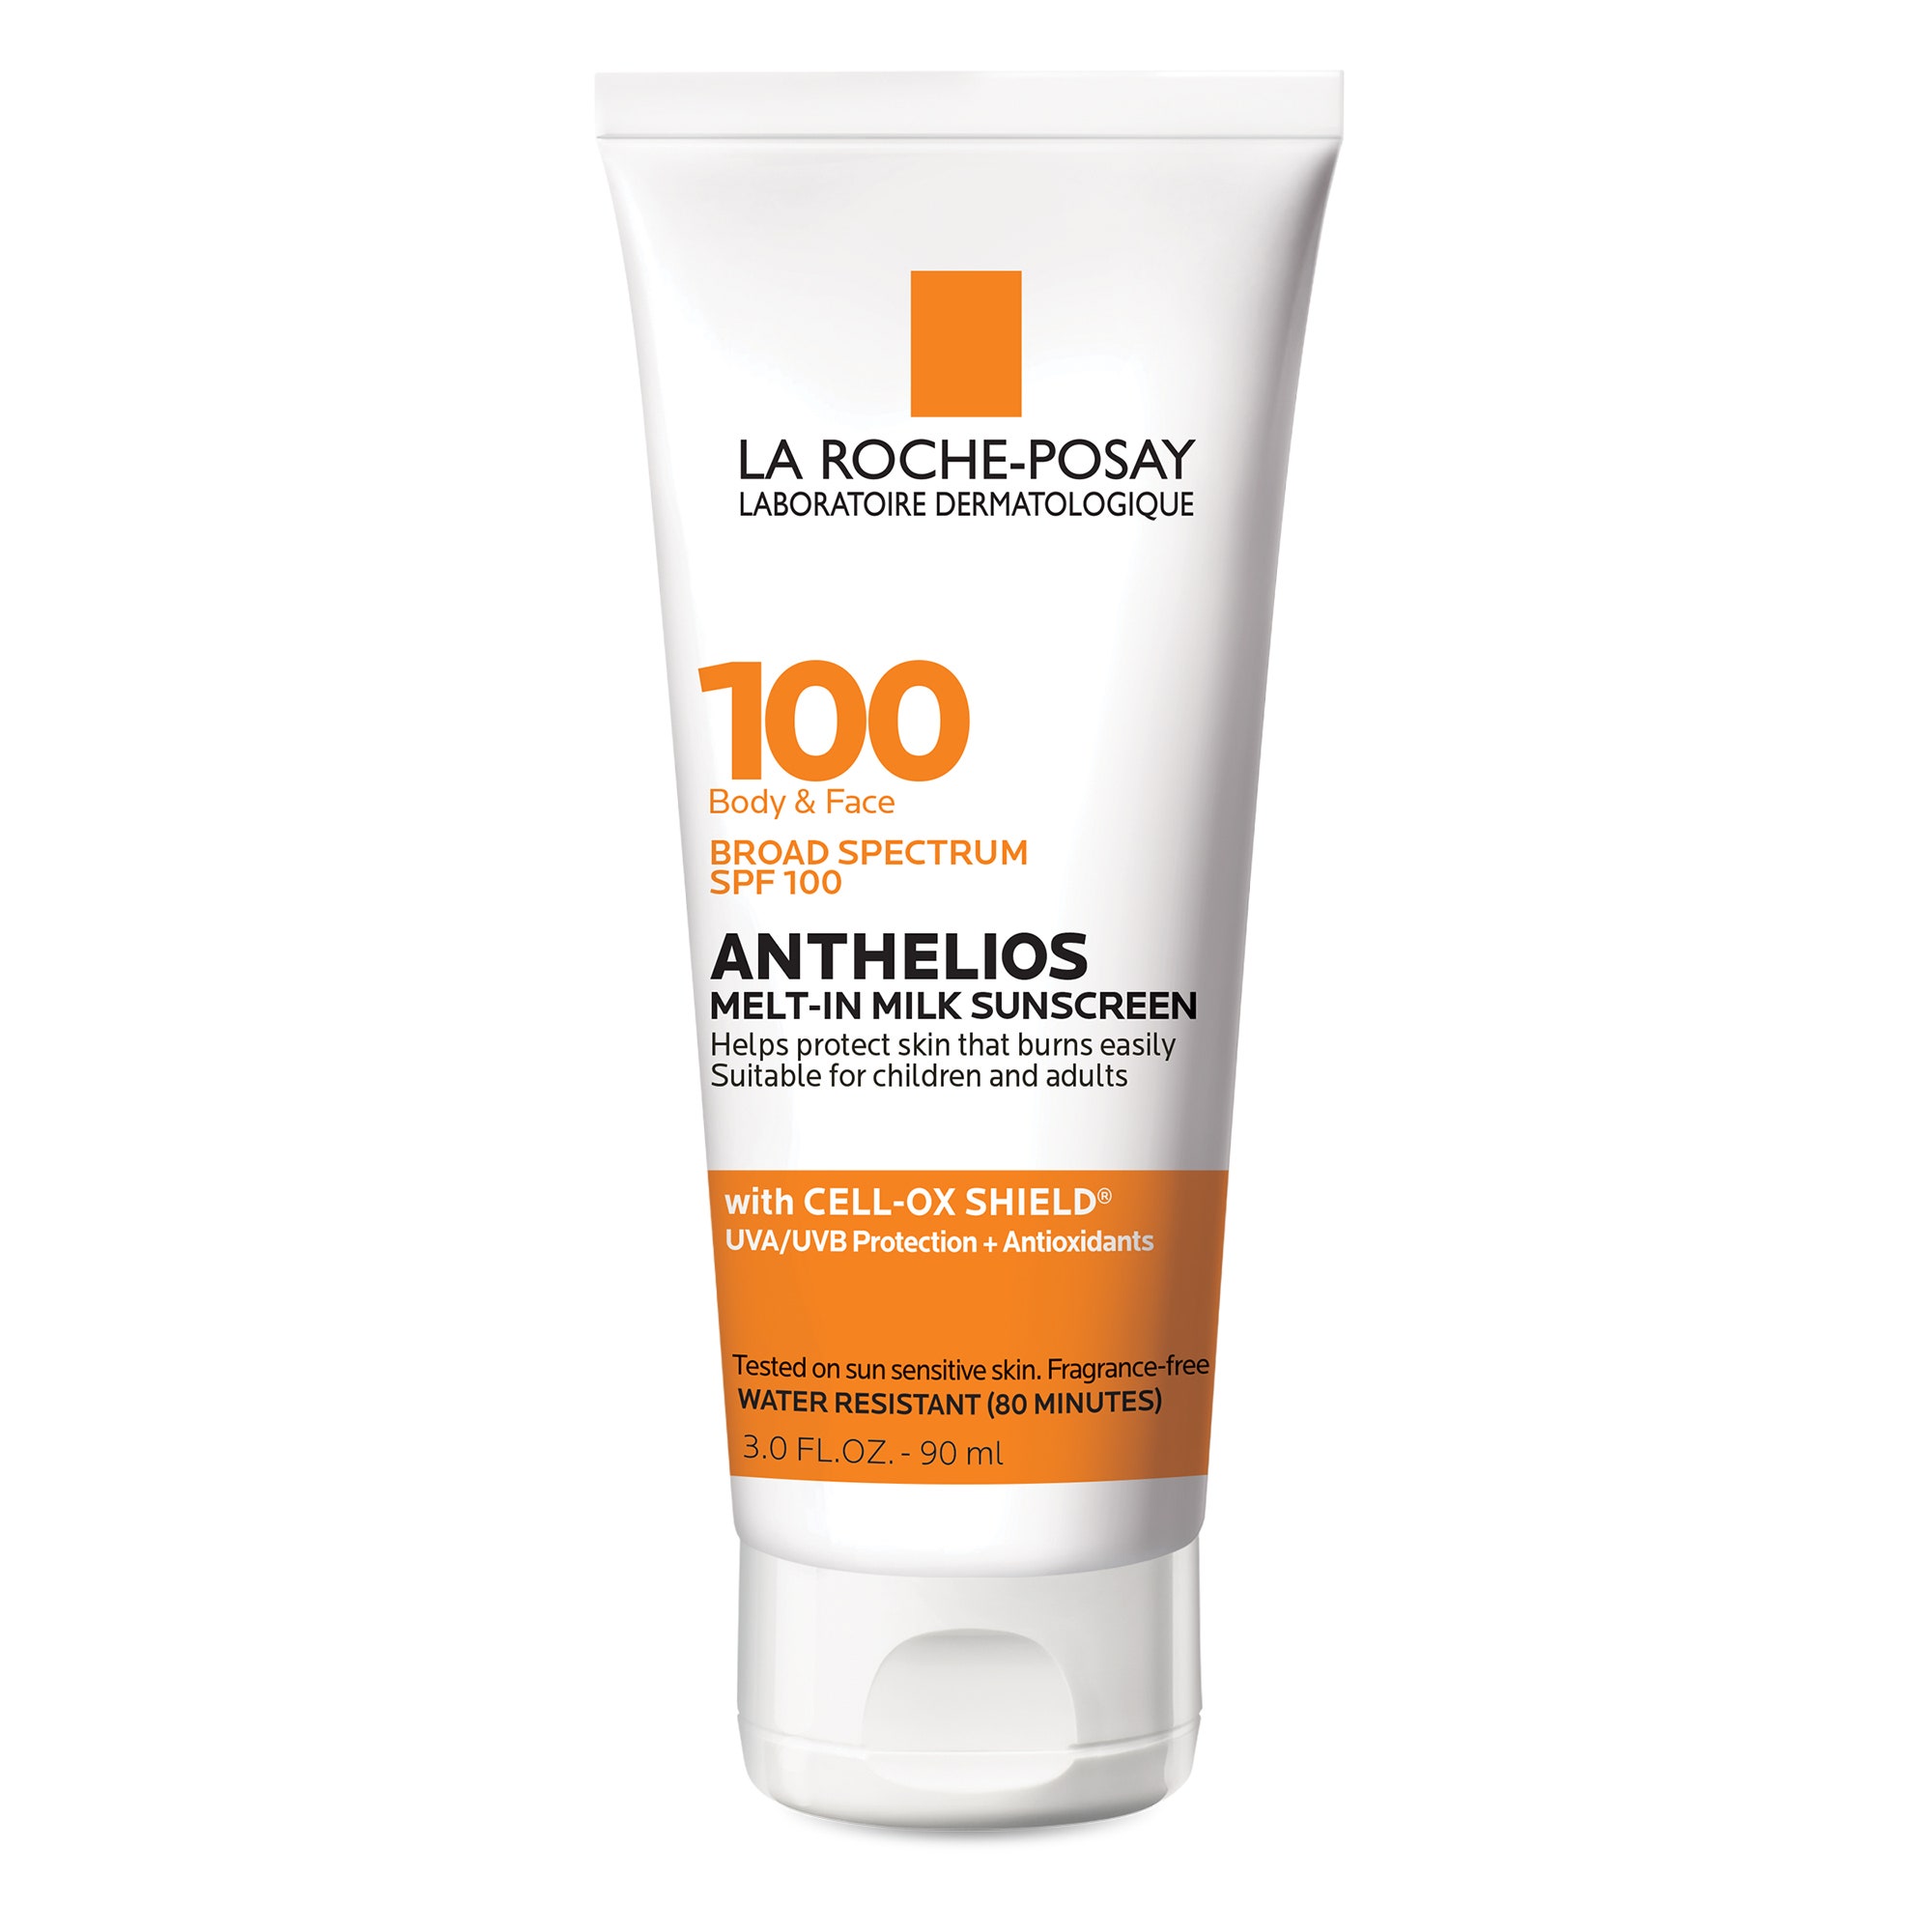 LA ROCHE-POSAY
LABORATOIRE DERMATOLOGIQUE
100
Body & Face
BROAD SPECTRUM
SPF 100
ANTHELIOS
MELT-IN MILK SUNSCREEN
Helps protect skin that burns easily
Suitable for children and adults
with CELL-OX SHIELD®
UVA/UVB Protection + Antioxidants
Tested on sun sensitive skin. Fragrance-free
WATER RESISTANT (80 MINUTES)
3.0 FL.OZ. - 90 ml